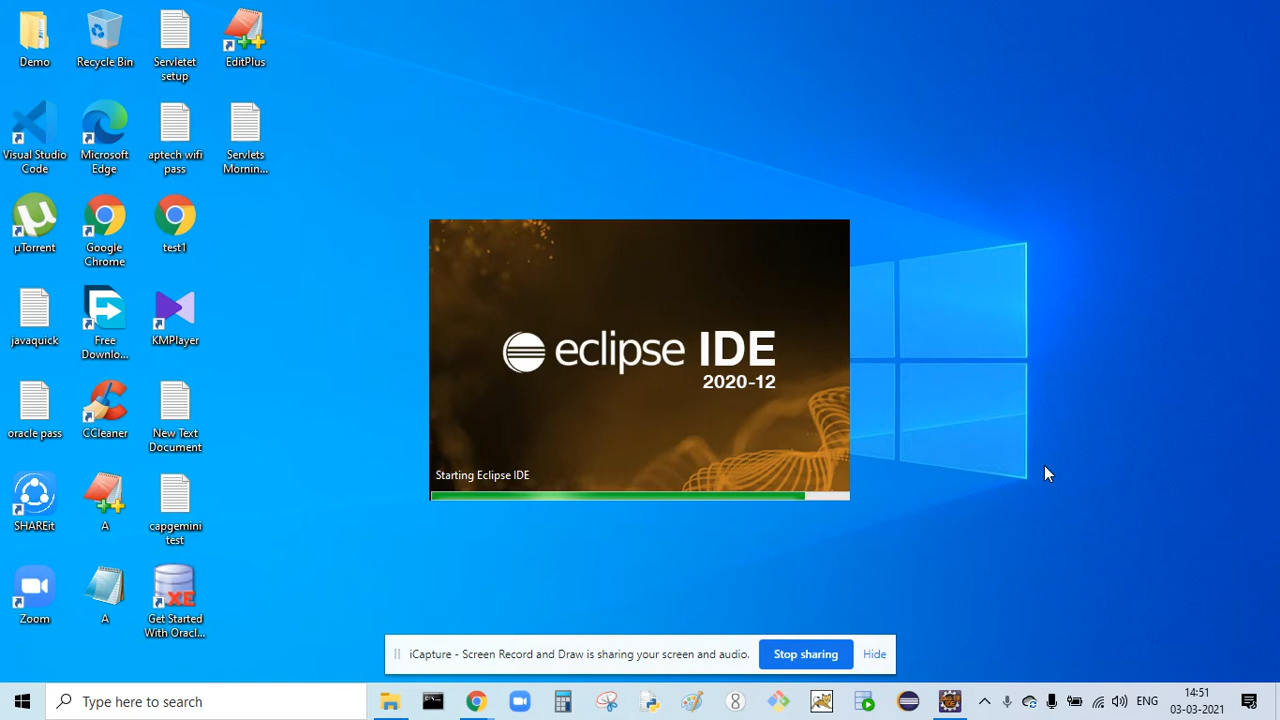 Demo
Recycle Bin
Servletet
setup
EditPlus
Visual Studio
Code
Microsoft
Edge
aptech wifi
pass
Servlets
Mornin...
µTorrent
Google
Chrome
test1
javaquick
Free
Downlo...
KMPlayer
oracle pass
CCleaner
New Text
Document
SHAREit
A
capgemini
test
Zoom
A
XE
Get Started
With Oracl...
eclipse IDE
2020-12
Starting Eclipse IDE
iCapture - Screen Record and Draw is sharing your screen and audio.
Stop sharing
Hide
Type here to search
8
ENG
14:51
03-03-2021